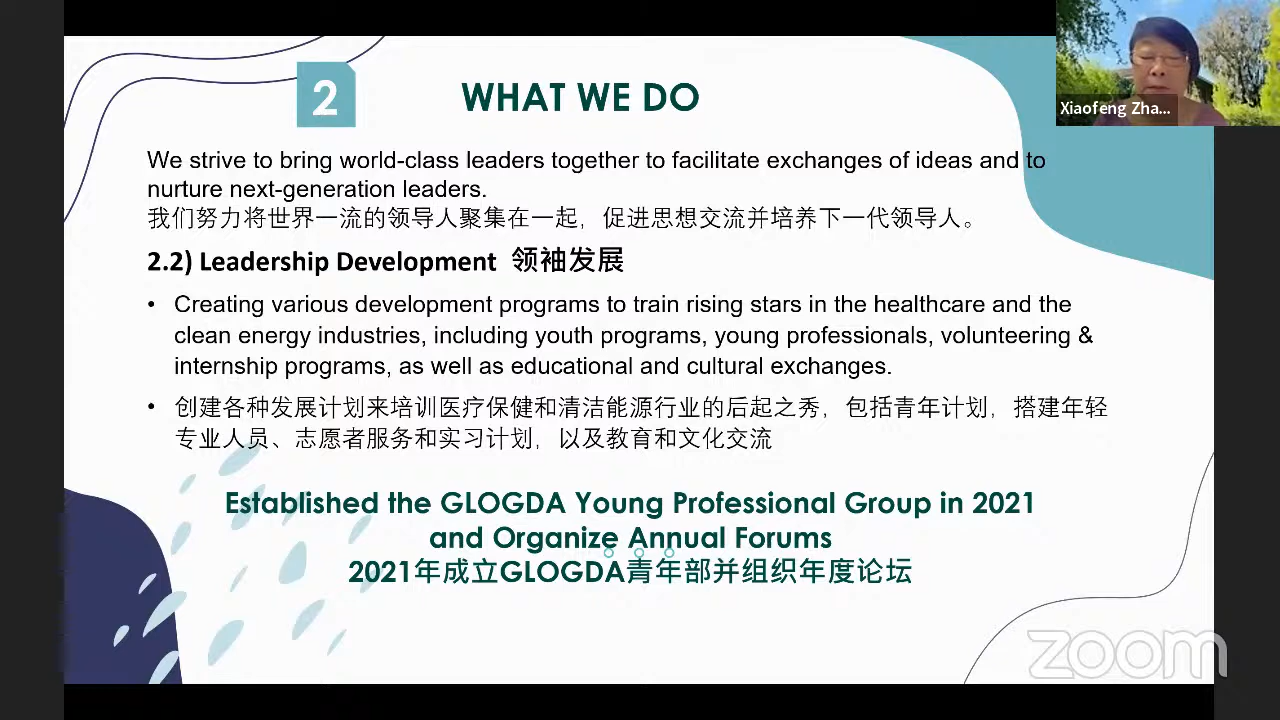 2
WHAT WE DO
Xiaofeng Zha...
We strive to bring world-class leaders together to facilitate exchanges of ideas and to
nurture next-generation leaders.
我们努力将世界一流的领导人聚集在一起，促进思想交流并培养下一代领导人。
2.2) Leadership Development 领袖发展
• Creating various development programs to train rising stars in the healthcare and the
clean energy industries, including youth programs, young professionals, volunteering &
internship programs, as well as educational and cultural exchanges.
• 创建各种发展计划来培训医疗保健和清洁能源行业的后起之秀，包括青年计划，搭建年轻
专业人员、志愿者服务和实习计划，以及教育和文化交流
Established the GLOGDA Young Professional Group in 2021
and Organize Annual Forums
2021年成立GLOGDA青年部并组织年度论坛
zoom